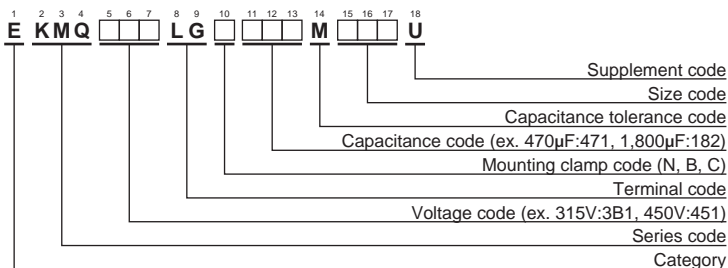 1 2 3 4 5 6 7 8 9 10 11 12 13 14 15 16 17 18
E KMQ □□□ LG □ □□□ M □□□ U
Supplement code
Size code
Capacitance tolerance code
Capacitance code (ex. 470µF:471, 1,800µF:182)
Mounting clamp code (N, B, C)
Terminal code
Voltage code (ex. 315V:3B1, 450V:451)
Series code
Category